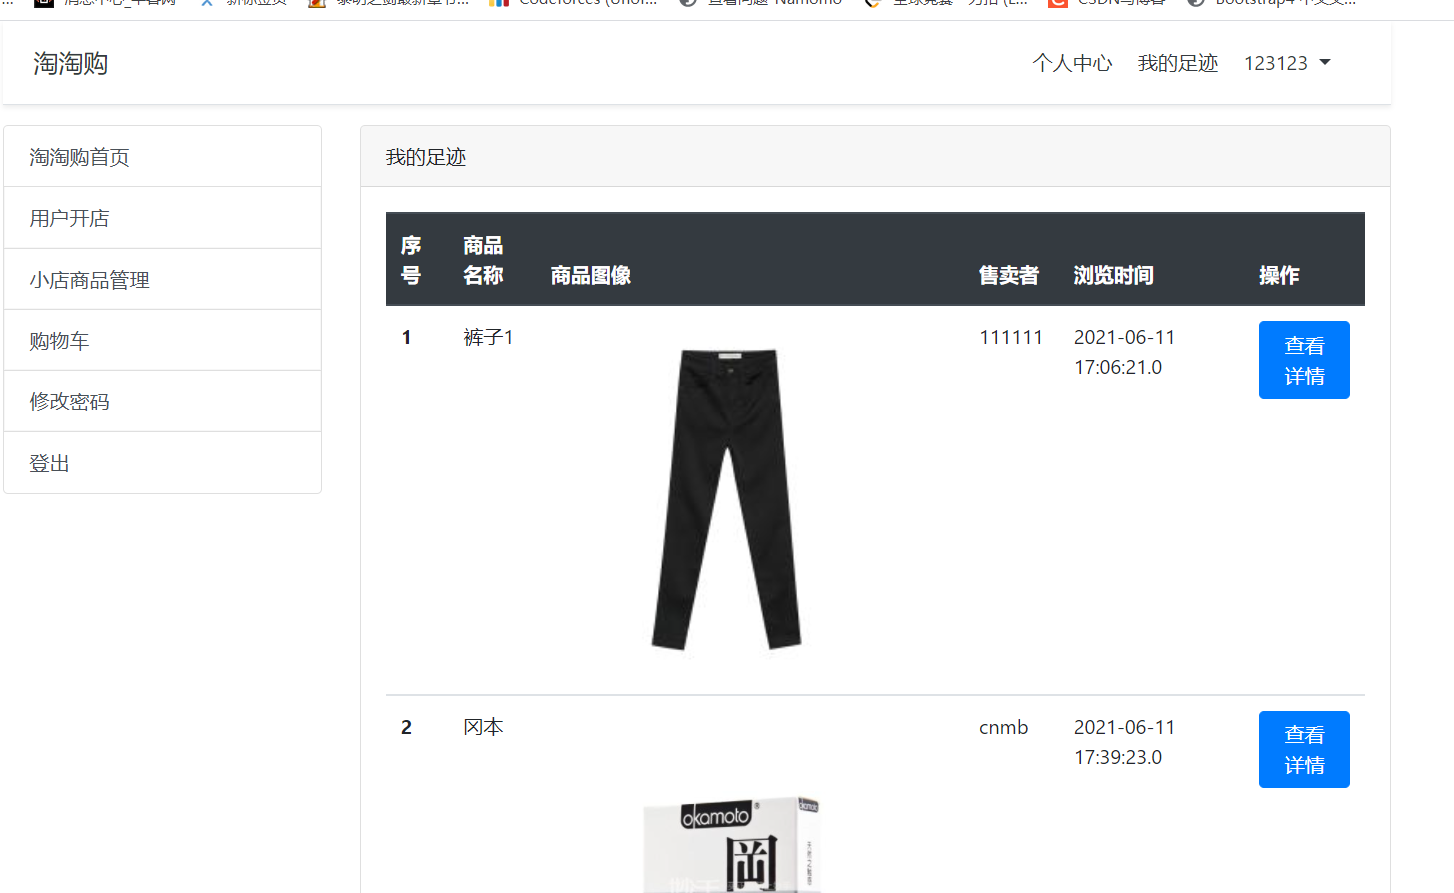 淘淘购
个人中心 我的足迹 123123
淘淘购首页
用户开店
小店商品管理
购物车
修改密码
登出
我的足迹
序号 商品名称 商品图像 售卖者 浏览时间 操作
1 裤子1 111111 2021-06-11 17:06:21.0 查看详情
2 冈本 cnmb 2021-06-11 17:39:23.0 查看详情
okamoto®
okamoto
岡